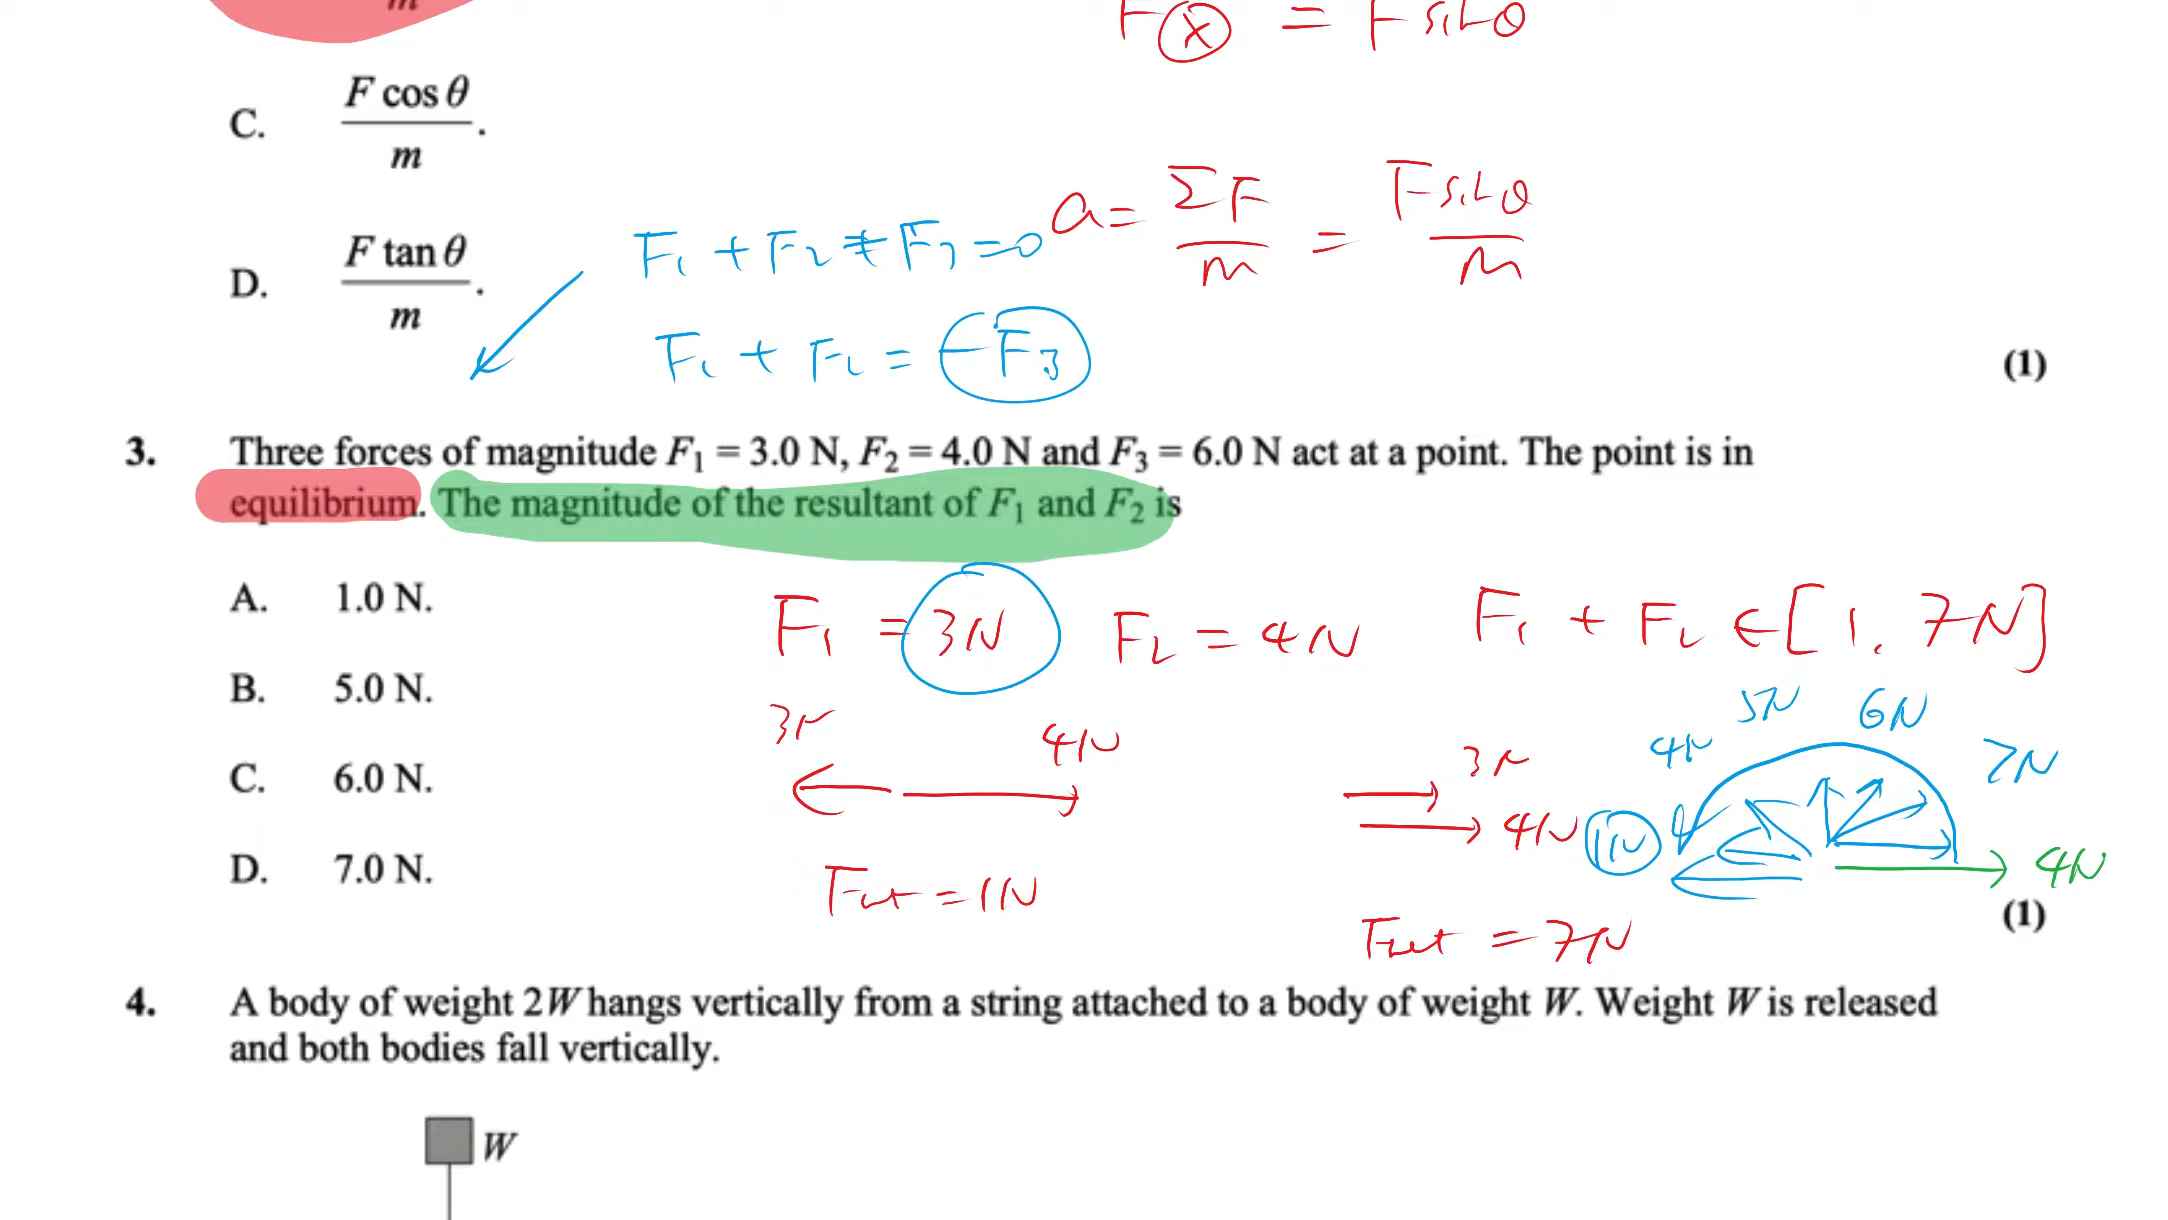 m
F(x) = F sinθ
C. F cos θ / m.
a = ΣF / m = F sinθ / m
D. F tan θ / m.
F₁ + F₂ + F₃ = 0
F₁ + F₂ = -F₃
(1)
3. Three forces of magnitude F₁ = 3.0 N, F₂ = 4.0 N and F₃ = 6.0 N act at a point. The point is in
equilibrium. The magnitude of the resultant of F₁ and F₂ is
A. 1.0 N.
F₁ = 3N F₂ = 4N F₁ + F₂ ∈ [1, 7N]
B. 5.0 N.
3N 4N
3N
4N
4N 5N 6N 7N
1N
4N
C. 6.0 N.
D. 7.0 N.
Fnet = 1N
Fnet = 7N
(1)
4. A body of weight 2W hangs vertically from a string attached to a body of weight W. Weight W is released
and both bodies fall vertically.
W